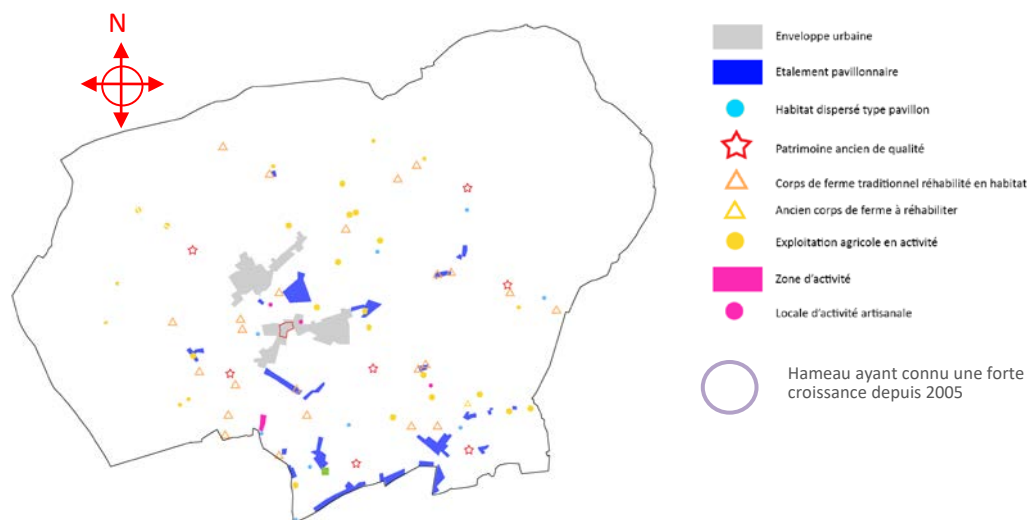 N
Enveloppe urbaine
Etalement pavillonnaire
Habitat dispersé type pavillon
Patrimoine ancien de qualité
Corps de ferme traditionnel réhabilité en habitat
Ancien corps de ferme à réhabiliter
Exploitation agricole en activité
Zone d'activité
Locale d'activité artisanale
Hameau ayant connu une forte
croissance depuis 2005